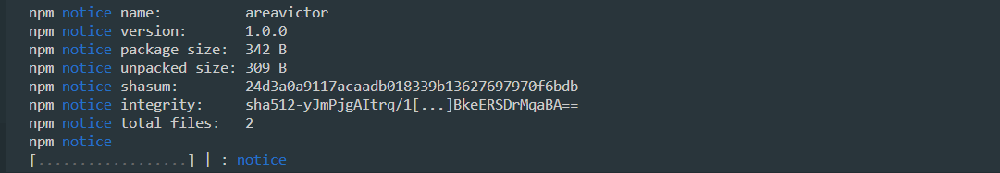 npm notice name:          areavictor
npm notice version:       1.0.0
npm notice package size:  342 B
npm notice unpacked size: 309 B
npm notice shasum:        24d3a0a9117acaadb018339b13627697970f6bdb
npm notice integrity:     sha512-yJmPjgAItrq/1[...]BkeERSDrMqaBA==
npm notice total files:   2
npm notice
[..................] | : notice